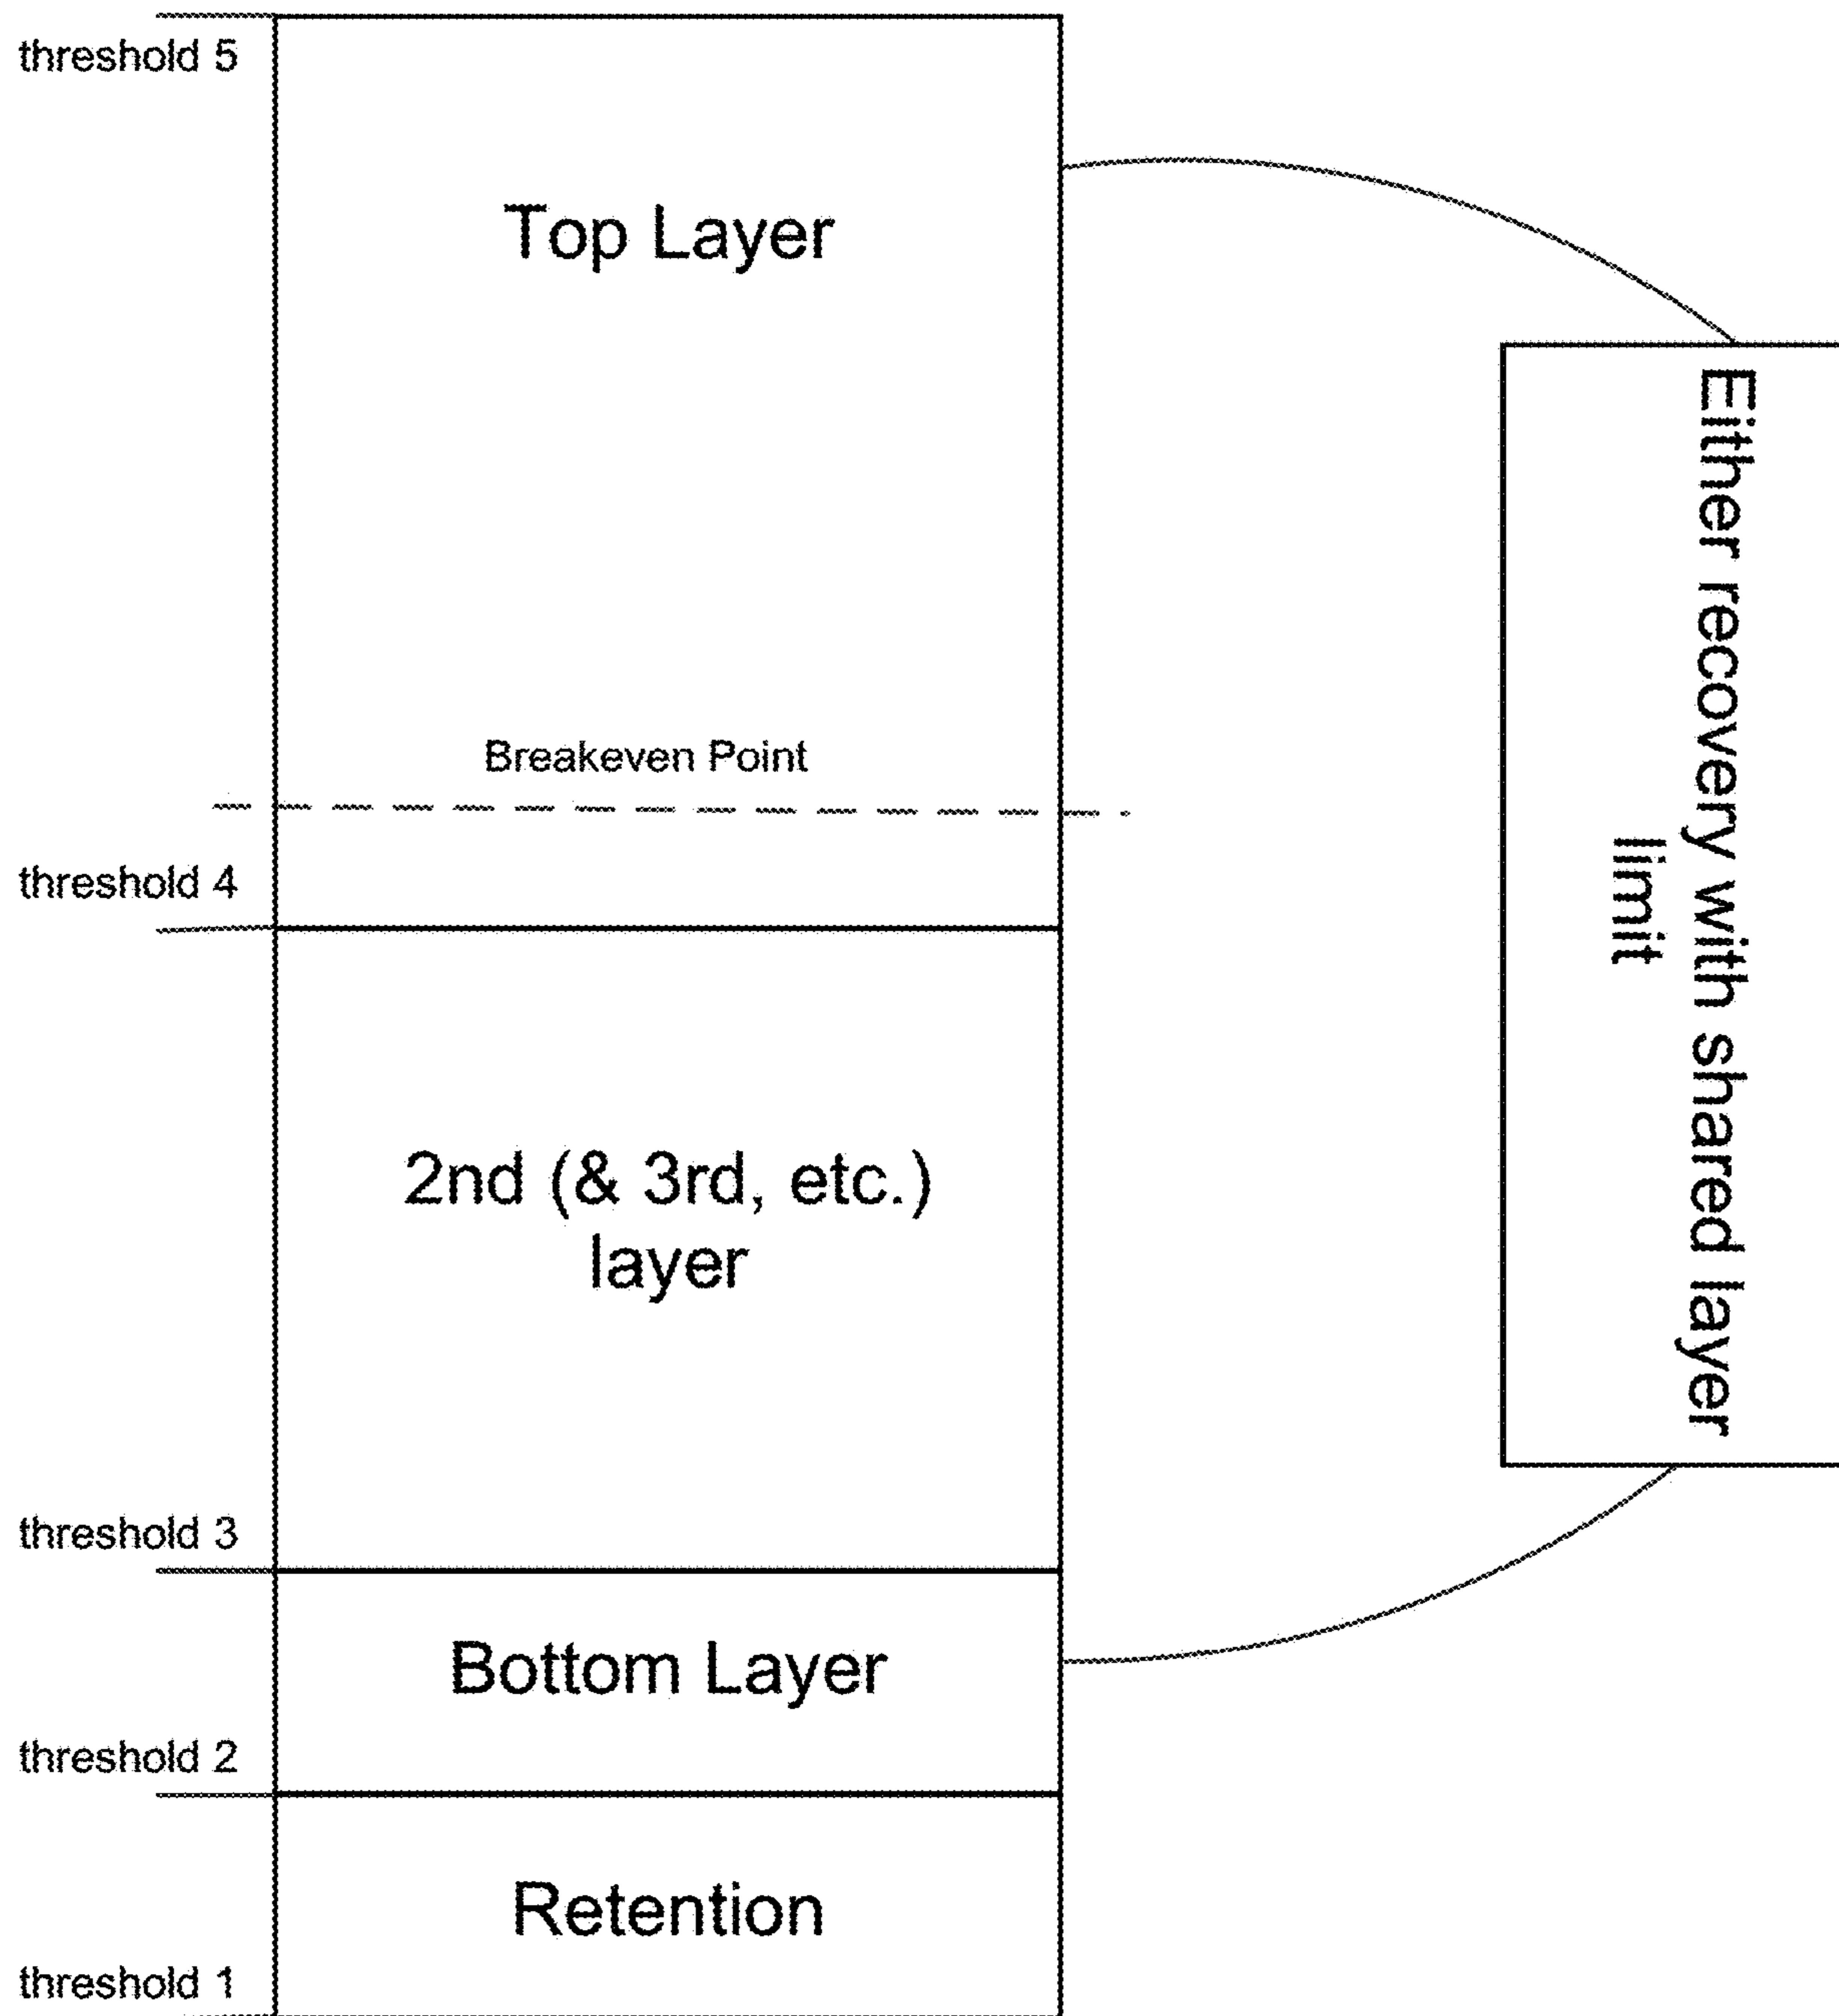 threshold 5
Top Layer
Breakeven Point
threshold 4
2nd (& 3rd, etc.)
layer
threshold 3
Bottom Layer
threshold 2
Retention
threshold 1
Either recovery with shared layer
llimit